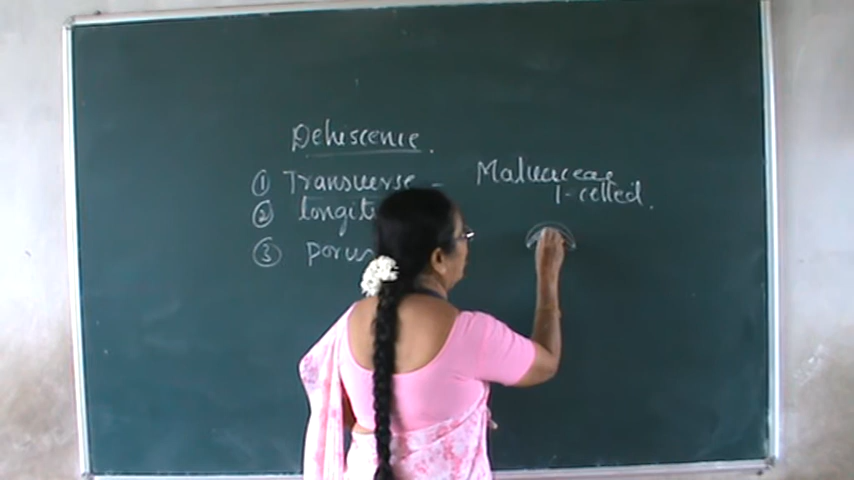 Dehiscence.
① Transverse - Malvaceae
1-celled.
② longit
③ porus